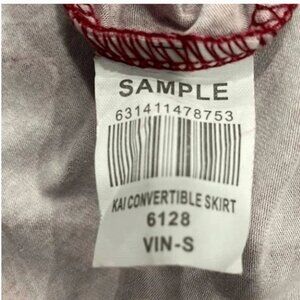 SAMPLE
631411478753
KAI CONVERTIBLE SKIRT
6128
VIN-S